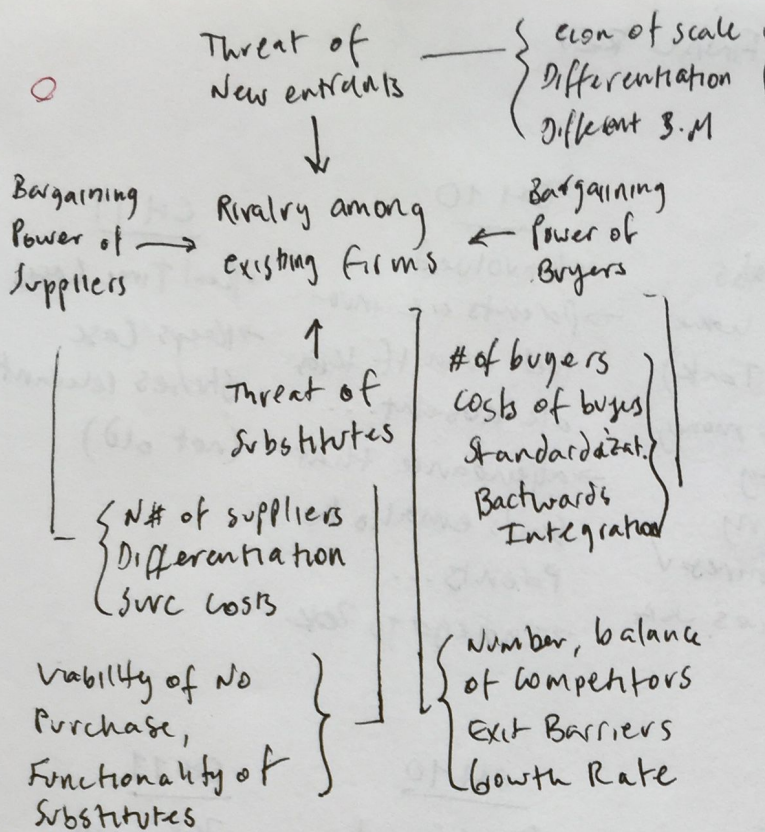 Threat of
New entrants
econ of scale
Differentiation
Different B.M
Bargaining
Power of
Suppliers
Rivalry among
existing firms
Bargaining
Power of
Buyers
Threat of
Substitutes
# of buyers
Costs of buyes
Standardizat.
Backwards
Integration
N# of suppliers
Differentiation
costs
Viability of No
Purchase,
Functionality of
Substitutes
Number, balance
of competitors
Exit Barriers
Growth Rate